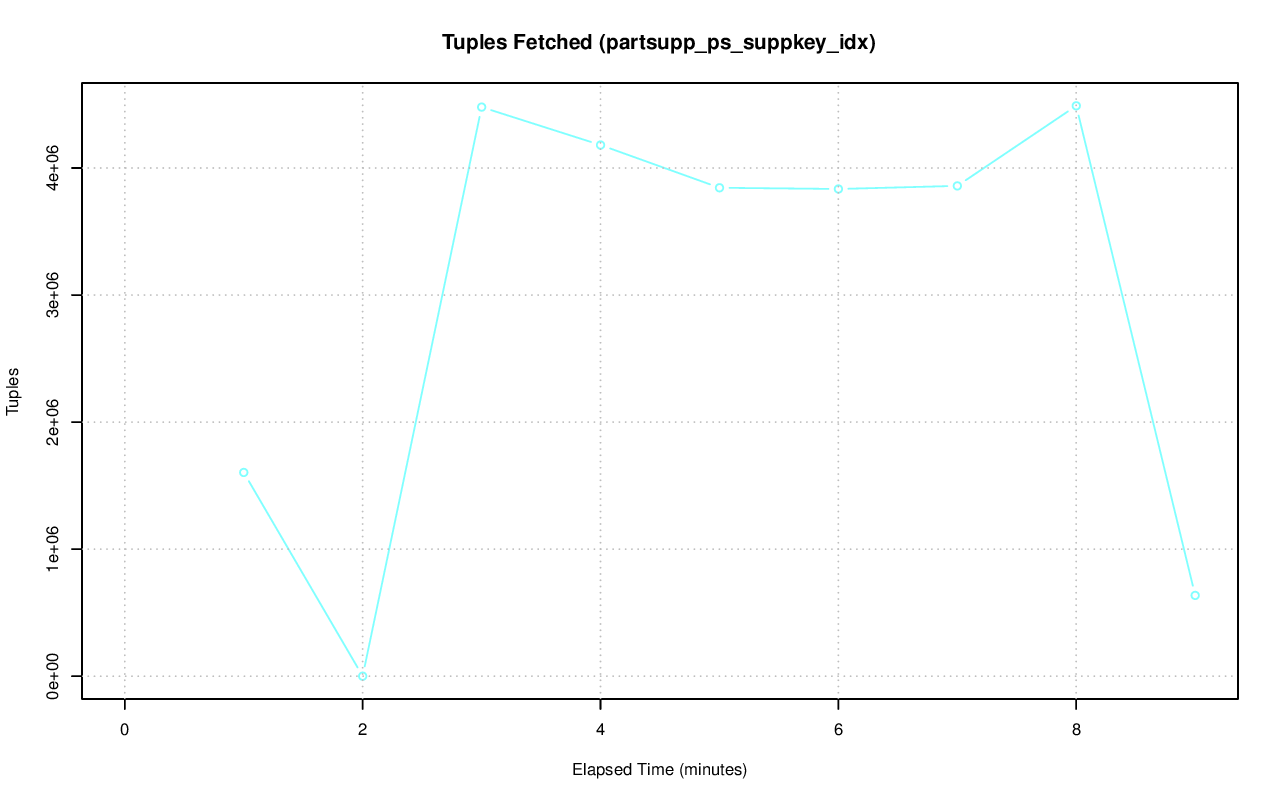 Tuples Fetched (partsupp_ps_suppkey_idx)
4e+06
3e+06
2e+06
1e+06
0e+00
Tuples
0 2 4 6 8
Elapsed Time (minutes)